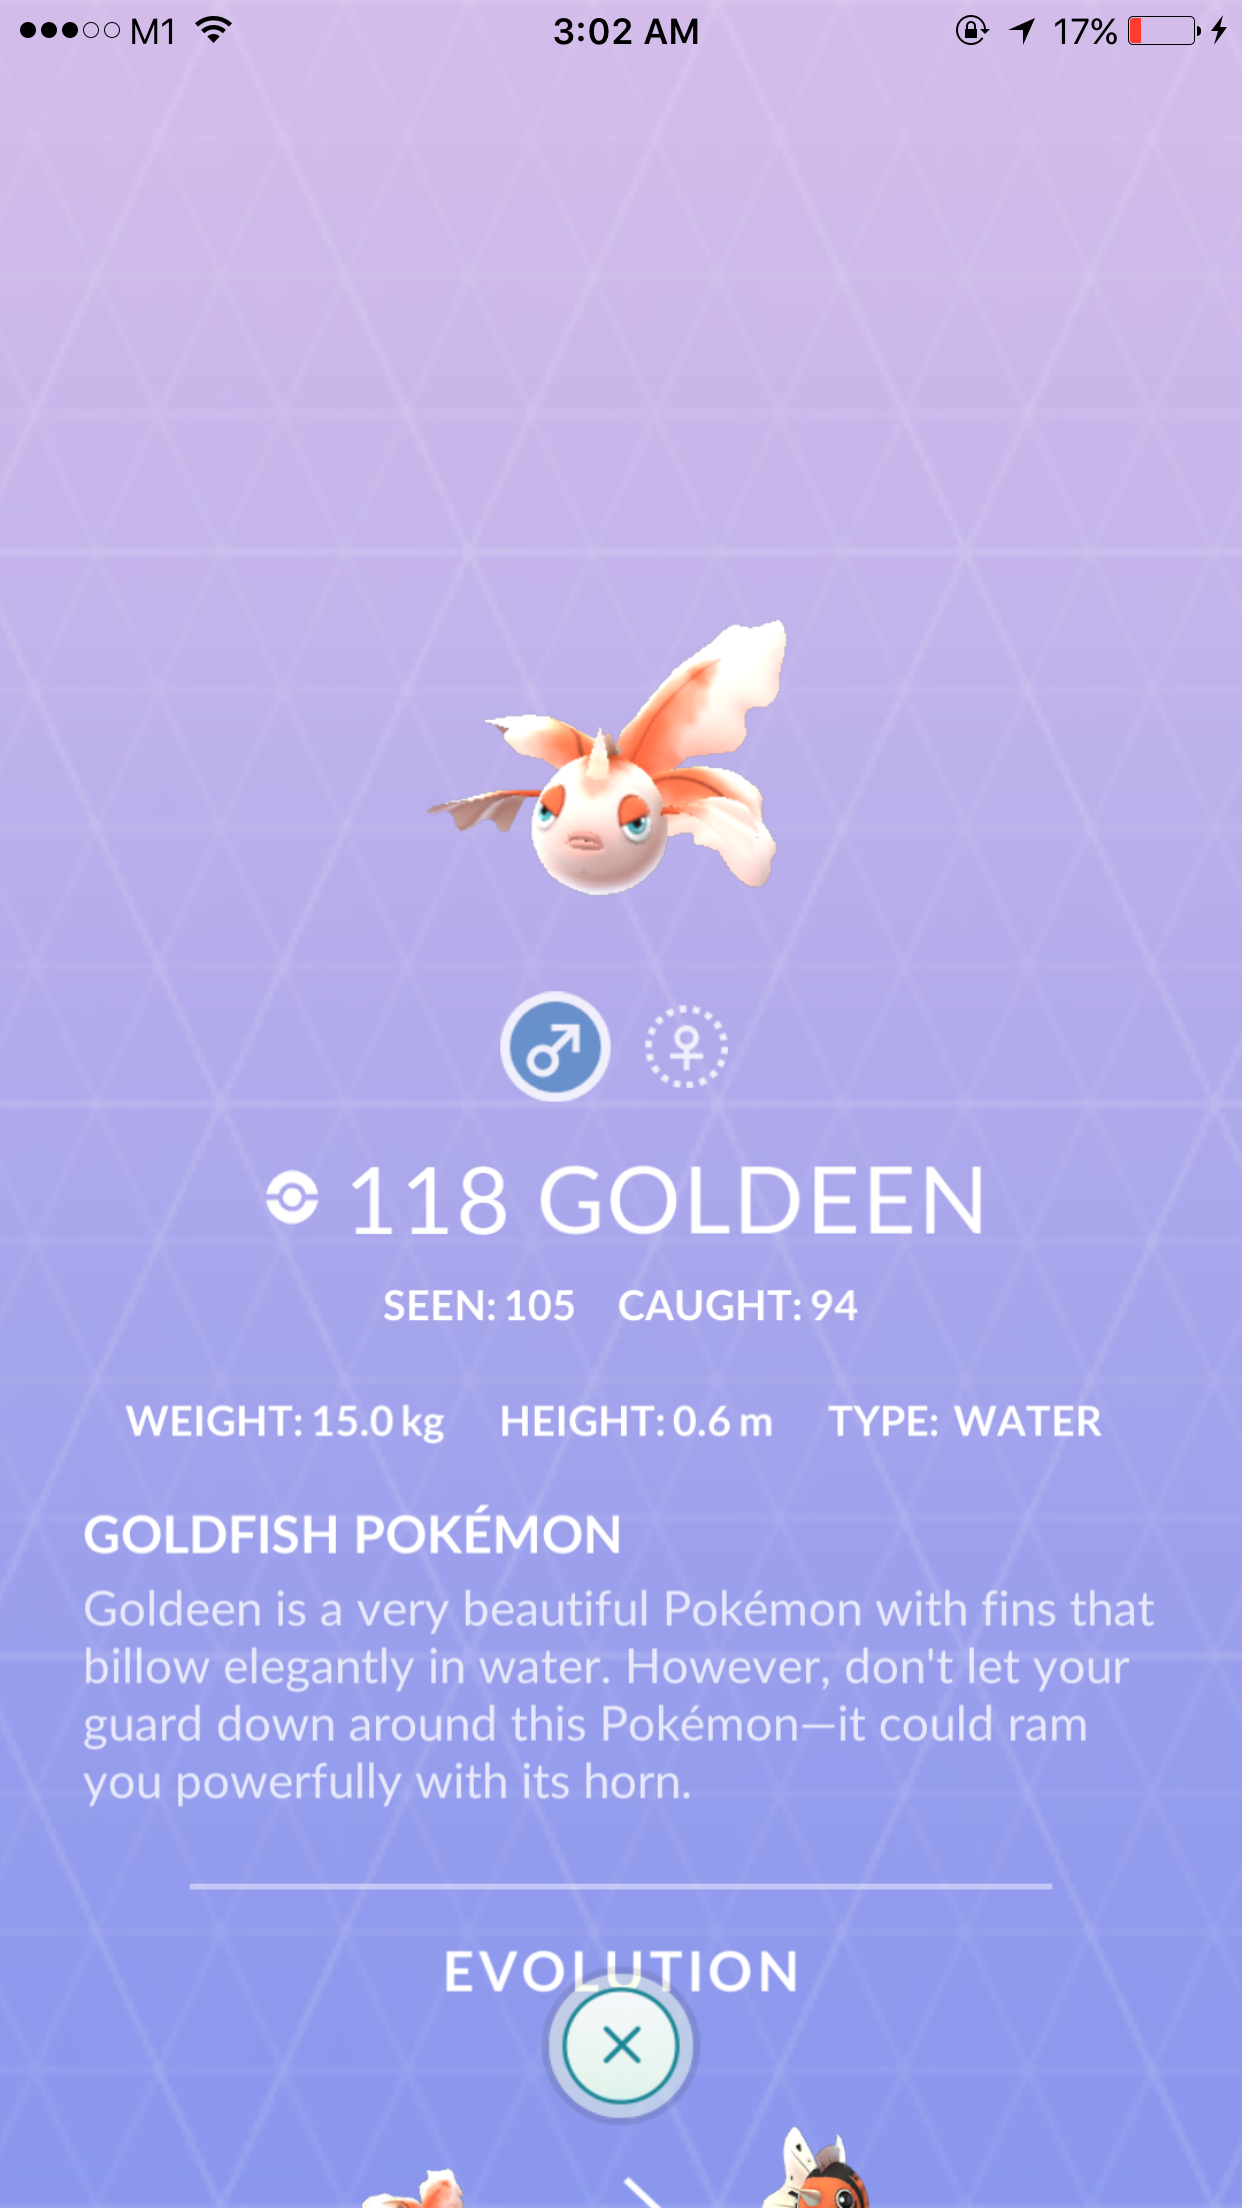 M1 3:02 AM 17%
118 GOLDEEN
SEEN: 105 CAUGHT: 94
WEIGHT: 15.0 kg HEIGHT: 0.6 m TYPE: WATER
GOLDFISH POKÉMON
Goldeen is a very beautiful Pokémon with fins that
billow elegantly in water. However, don't let your
guard down around this Pokémon—it could ram
you powerfully with its horn.
EVOLUTION